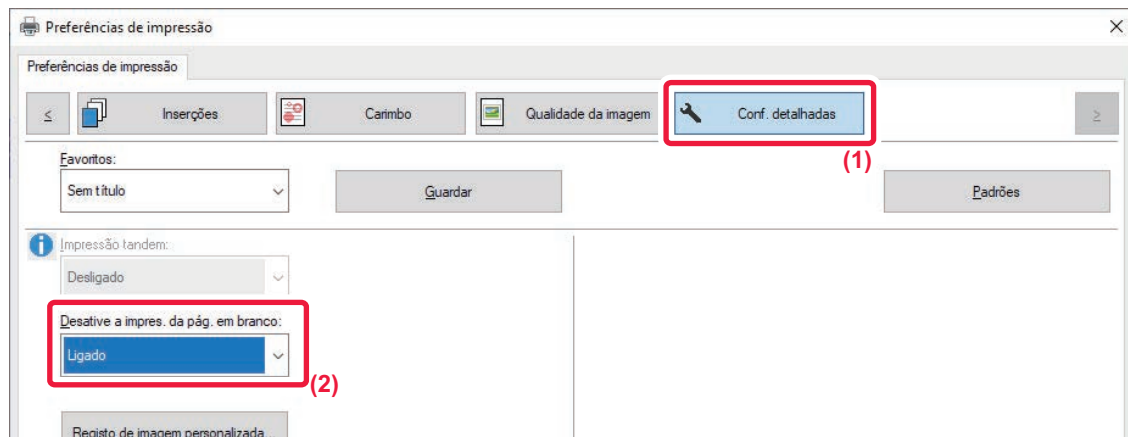 Preferências de impressão
Preferências de impressão
< Inserções Carimbo Qualidade da imagem Conf. detalhadas >
(1)
Favoritos:
Sem título Guardar Padrões
Impressão tandem:
Desligado
Desative a impres. da pág. em branco:
Ligado
(2)
Registo de imagem personalizada...